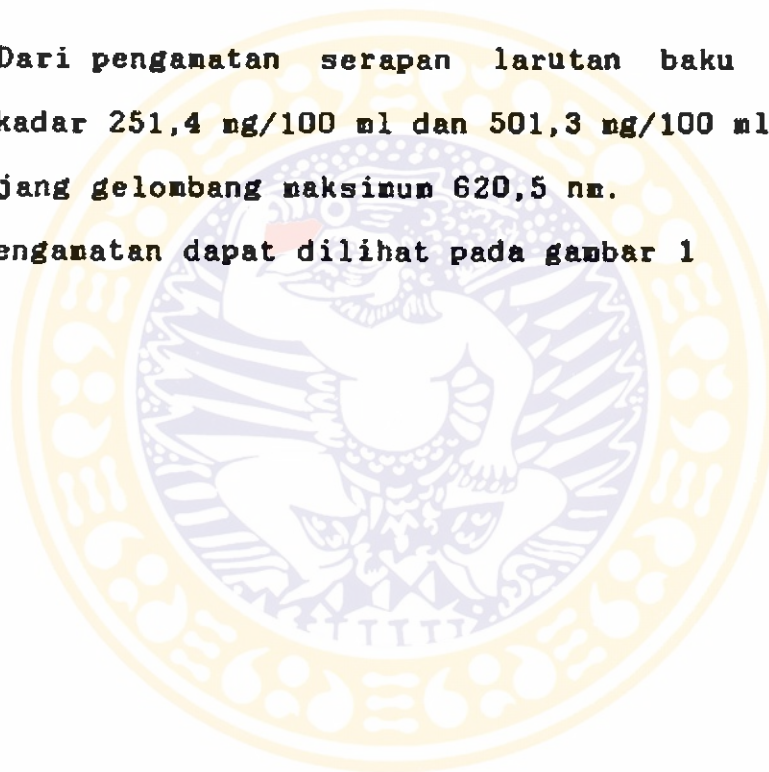 Dari pengamatan serapan larutan baku
kadar 251,4 mg/100 ml dan 501,3 mg/100 ml
jang gelombang maksimum 620,5 nm.
engamatan dapat dilihat pada gambar 1